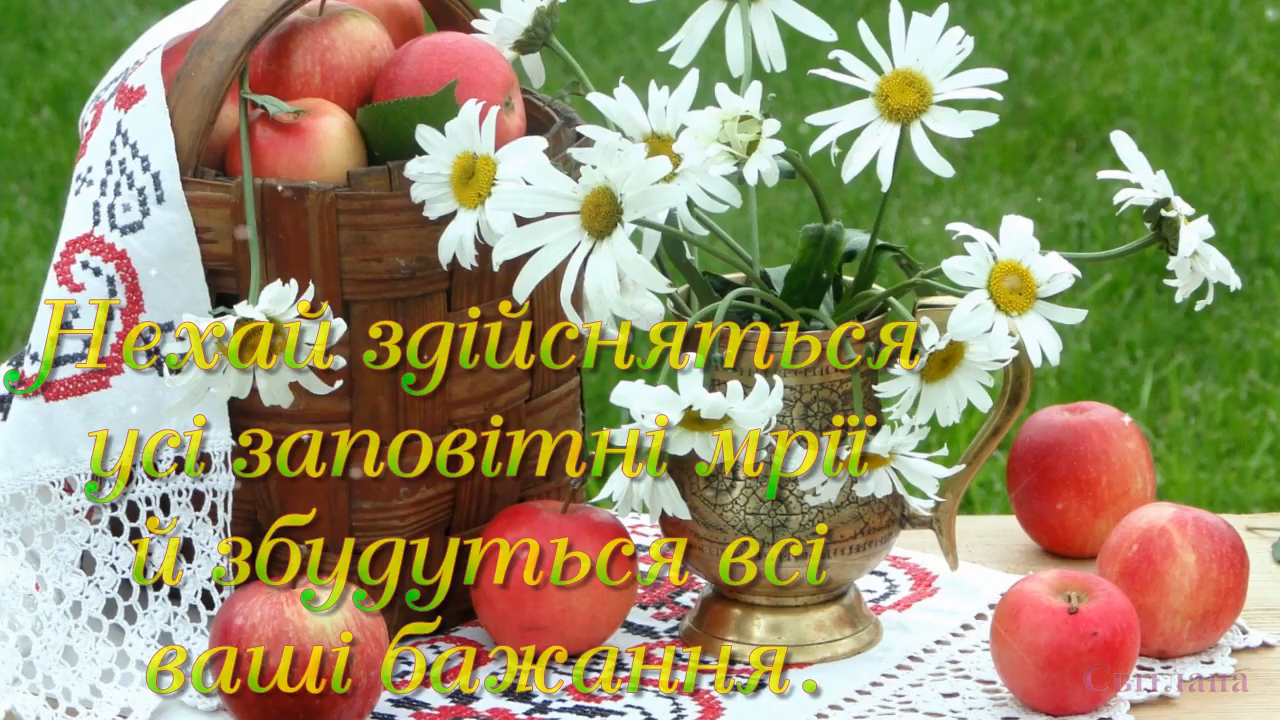 Нехай здійсняться
усі заповітні мрії
й збудуться всі
ваші бажання.
Світлана